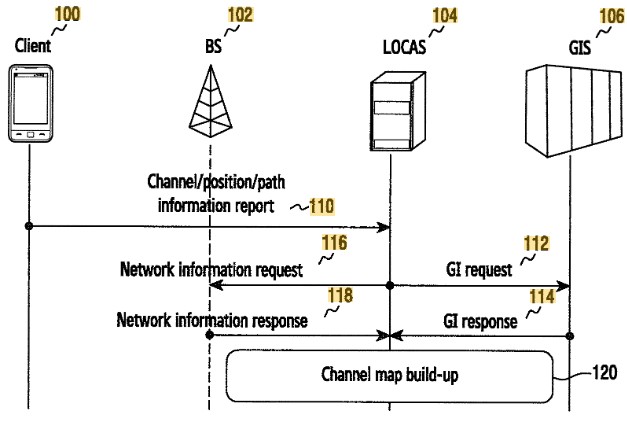 100 102 104 106
Client BS LOCAS GIS
Channel/position/path
information report 110
116 112
Network information request GI request
118 114
Network information response GI response
Channel map build-up 120